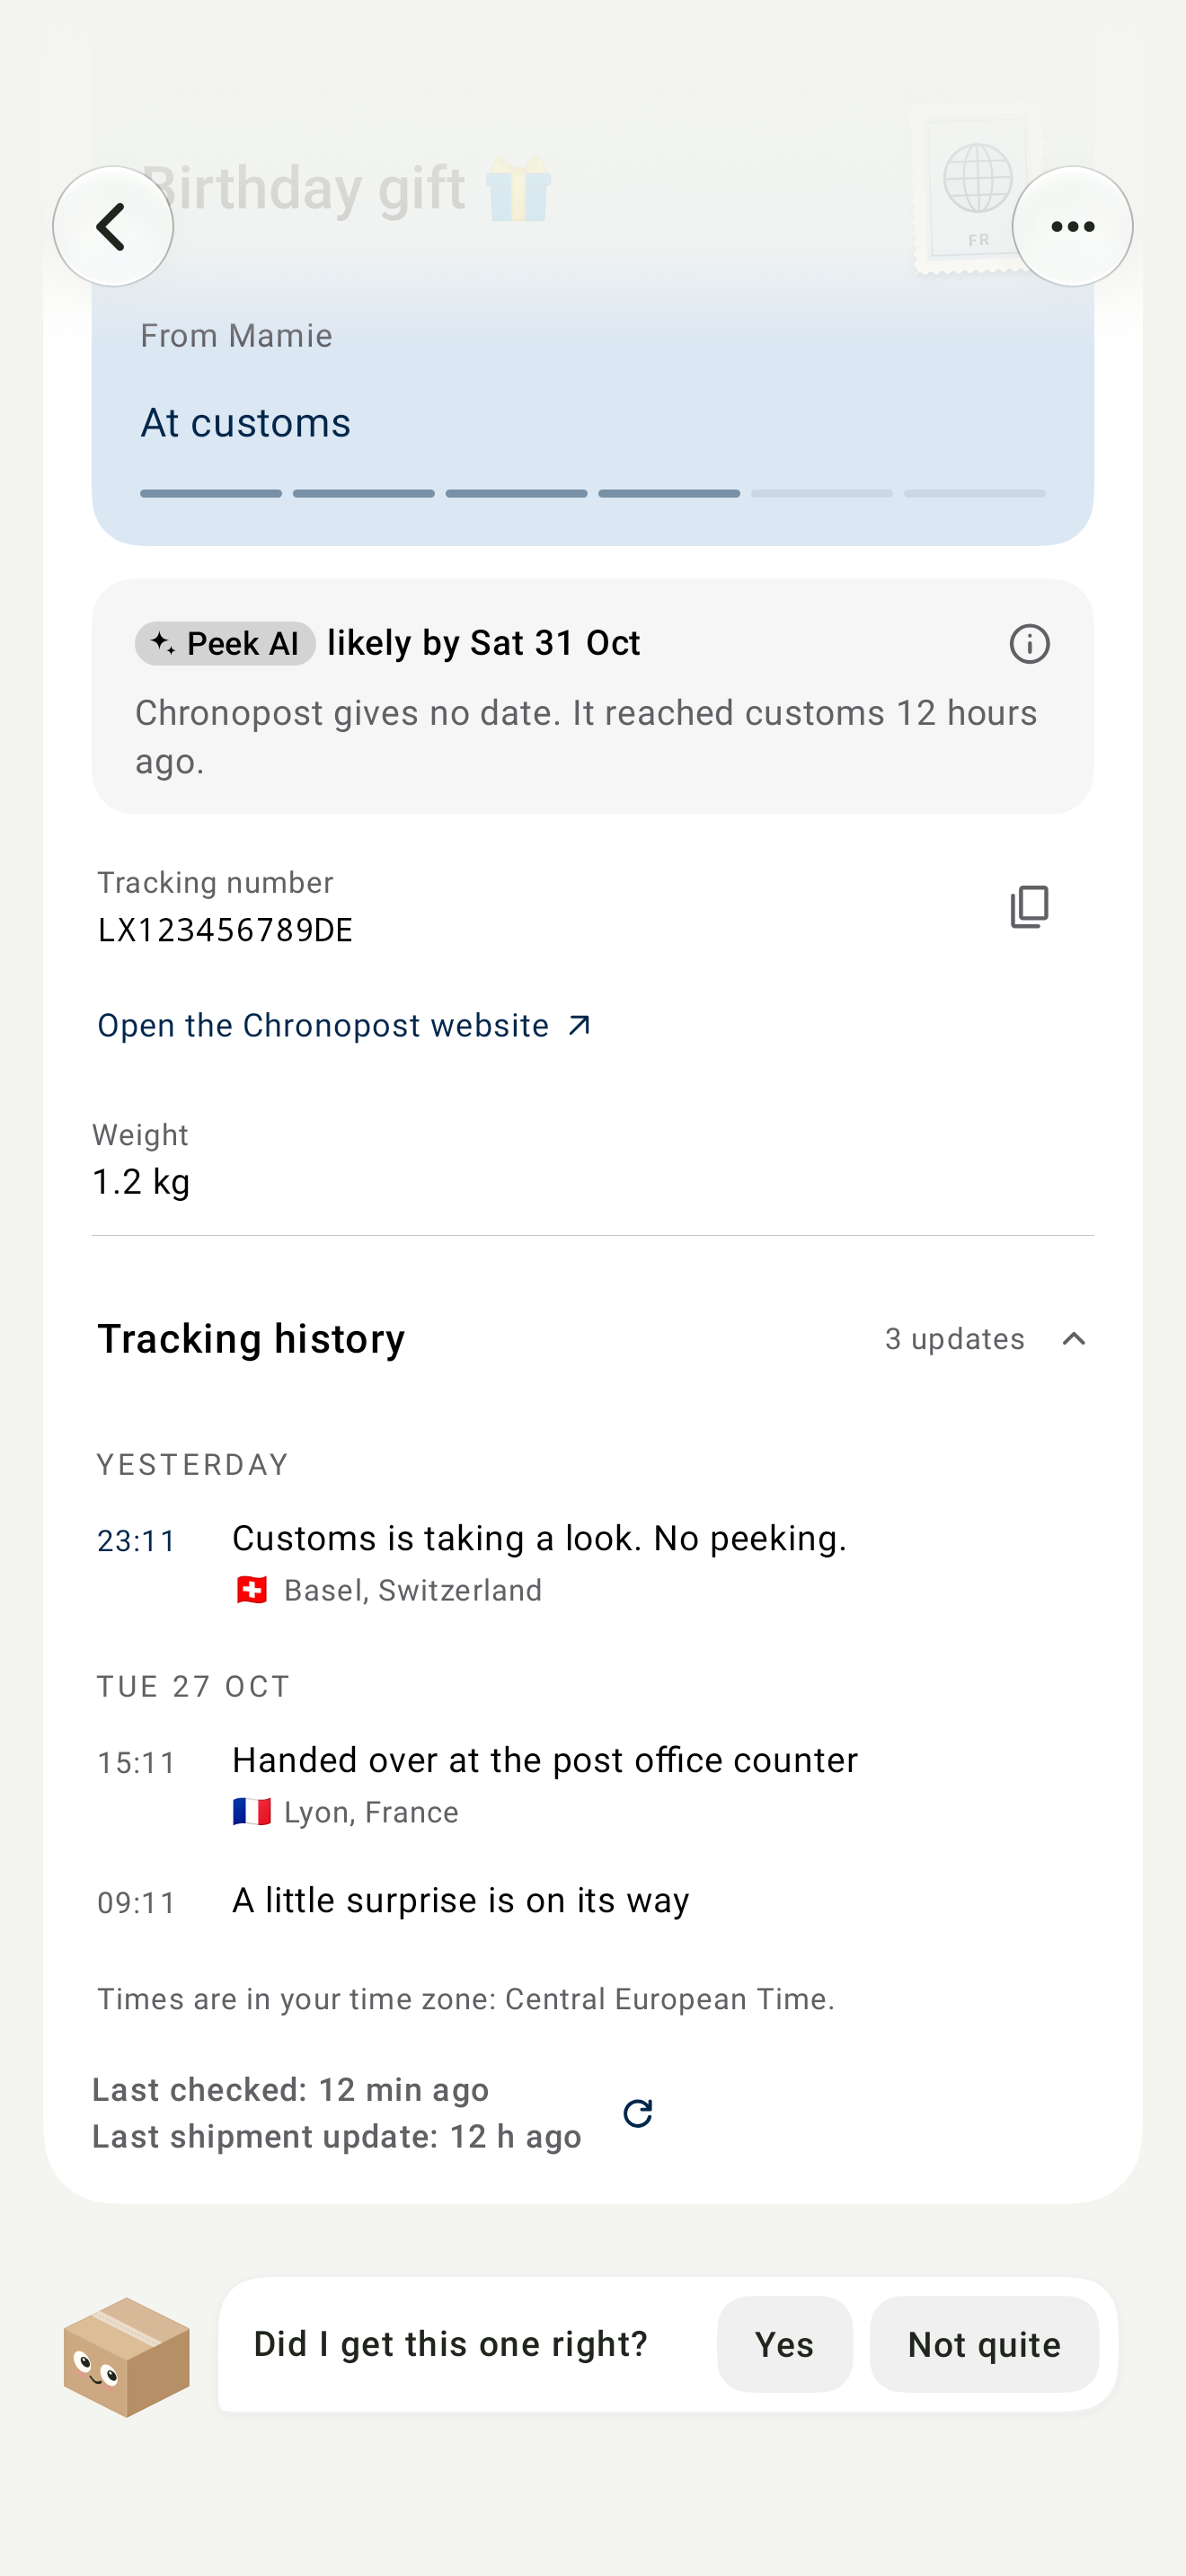 Birthday gift 🎁
FR
From Mamie
At customs
Peek AI likely by Sat 31 Oct
Chronopost gives no date. It reached customs 12 hours
ago.
Tracking number
LX123456789DE
Open the Chronopost website
Weight
1.2 kg
Tracking history
3 updates
YESTERDAY
23:11 Customs is taking a look. No peeking.
🇨🇭 Basel, Switzerland
TUE 27 OCT
15:11 Handed over at the post office counter
🇫🇷 Lyon, France
09:11 A little surprise is on its way
Times are in your time zone: Central European Time.
Last checked: 12 min ago
Last shipment update: 12 h ago
Did I get this one right?
Yes
Not quite